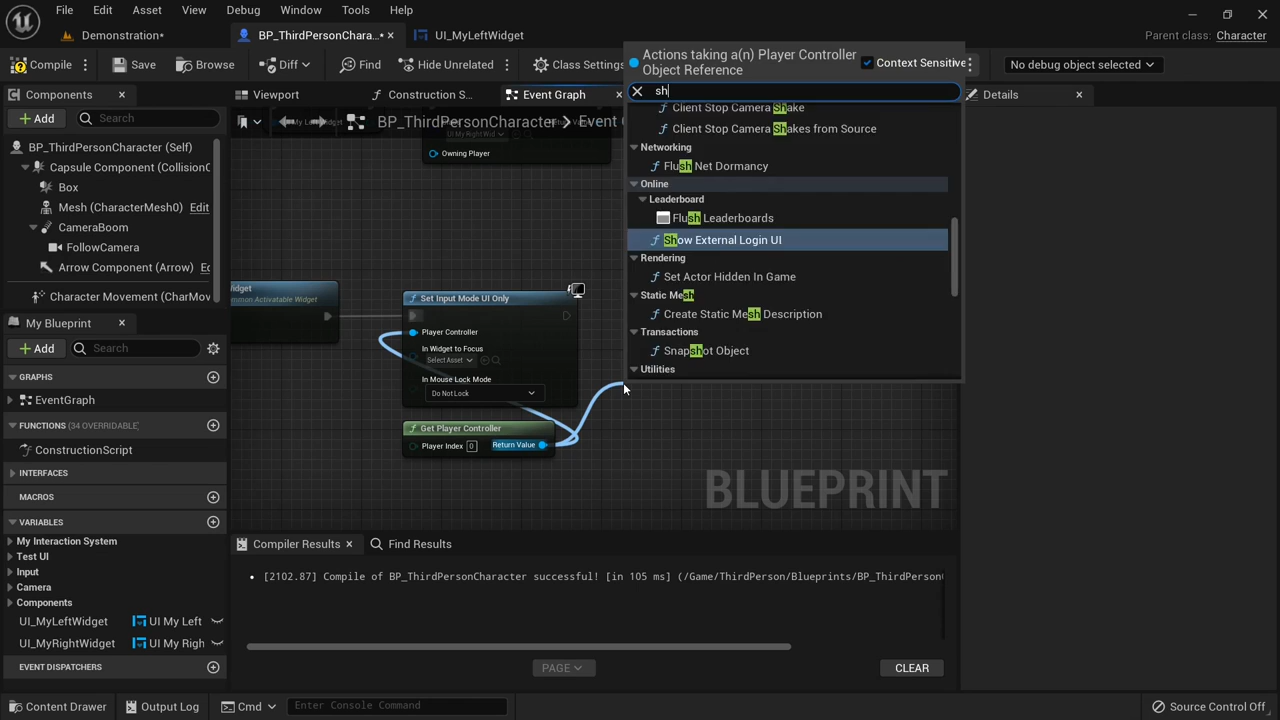 File Edit Asset View Debug Window Tools Help
Demonstration*
BP_ThirdPersonChara...*
UI_MyLeftWidget
Parent class: Character
Compile
Save
Browse
Diff
Find
Hide Unrelated
Class Settings
No debug object selected
Actions taking a(n) Player Controller
Object Reference
Context Sensitive
sh
Client Stop Camera Shake
Client Stop Camera Shakes from Source
Networking
Flush Net Dormancy
Online
Leaderboard
Flush Leaderboards
Show External Login UI
Rendering
Set Actor Hidden In Game
Static Mesh
Create Static Mesh Description
Transactions
Snapshot Object
Utilities
Components
Add
Search
BP_ThirdPersonCharacter (Self)
Capsule Component (CollisionC
Box
Mesh (CharacterMesh0) Edit
CameraBoom
FollowCamera
Arrow Component (Arrow)
Character Movement (CharMov
My Blueprint
Add
Search
GRAPHS
EventGraph
FUNCTIONS (34 OVERRIDABLE)
ConstructionScript
INTERFACES
MACROS
VARIABLES
My Interaction System
Test UI
Input
Camera
Components
UI_MyLeftWidget UI My Left
UI_MyRightWidget UI My Righ
EVENT DISPATCHERS
Viewport
Construction S...
Event Graph
Details
BP_ThirdPersonCharacter > Event
Owning Player
Widget
Common Activatable Widget
Set Input Mode UI Only
Player Controller
In Widget to Focus
Select Asset
In Mouse Lock Mode
Do Not Lock
Get Player Controller
Player Index 0 Return Value
BLUEPRINT
Compiler Results
Find Results
[2102.87] Compile of BP_ThirdPersonCharacter successful! [in 105 ms] (/Game/ThirdPerson/Blueprints/BP_ThirdPerson
PAGE
CLEAR
Content Drawer
Output Log
Cmd
Enter Console Command
Source Control Off